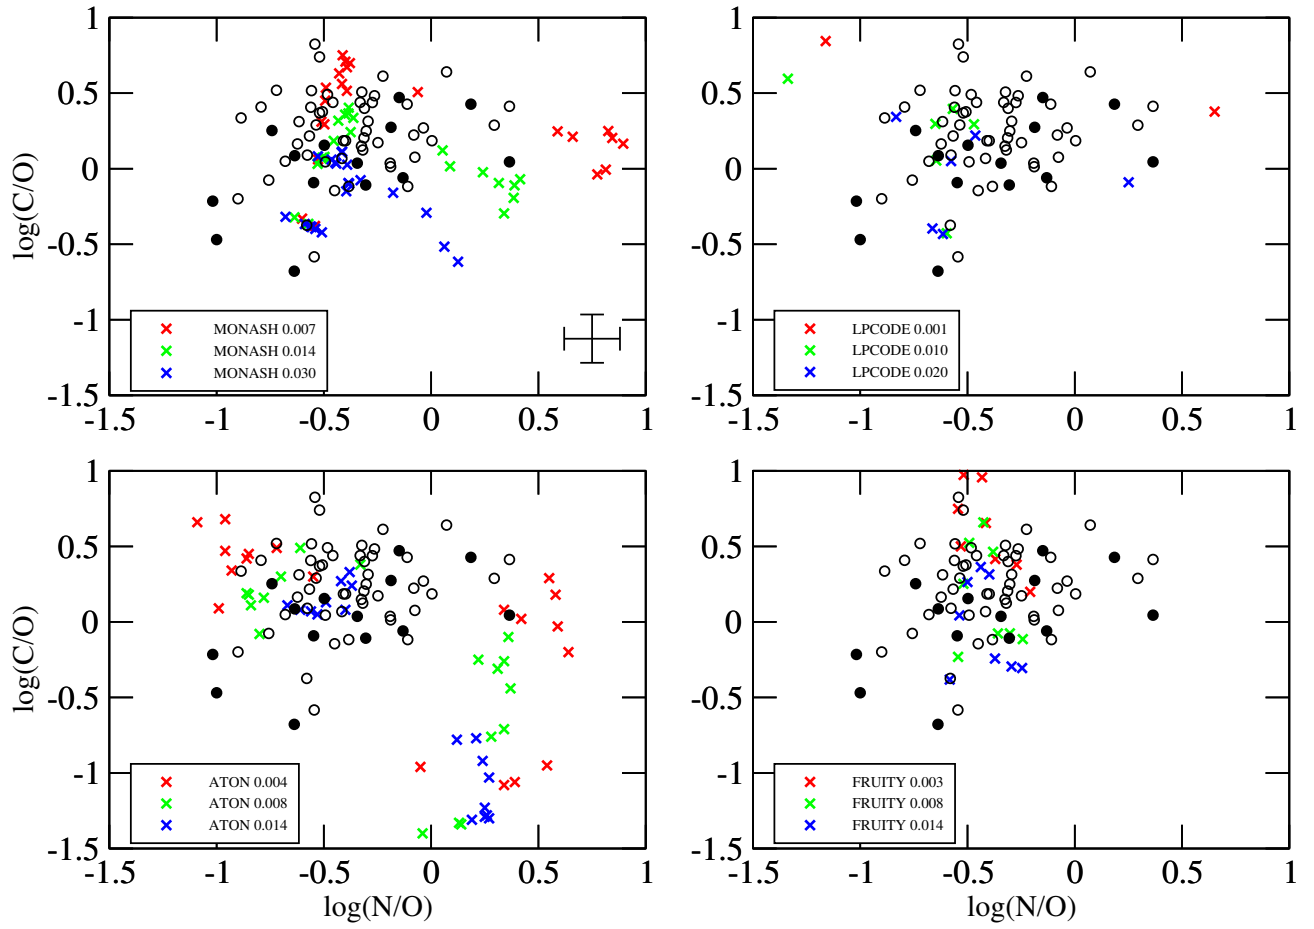 1
0.5
0
-0.5
-1
-1.5
log(C/O)
-1.5 -1 -0.5 0 0.5 1
MONASH 0.007
MONASH 0.014
MONASH 0.030
1
0.5
0
-0.5
-1
-1.5
-1.5 -1 -0.5 0 0.5 1
LPCODE 0.001
LPCODE 0.010
LPCODE 0.020
1
0.5
0
-0.5
-1
-1.5
log(C/O)
-1.5 -1 -0.5 0 0.5 1
log(N/O)
ATON 0.004
ATON 0.008
ATON 0.014
1
0.5
0
-0.5
-1
-1.5
-1.5 -1 -0.5 0 0.5 1
log(N/O)
FRUITY 0.003
FRUITY 0.008
FRUITY 0.014